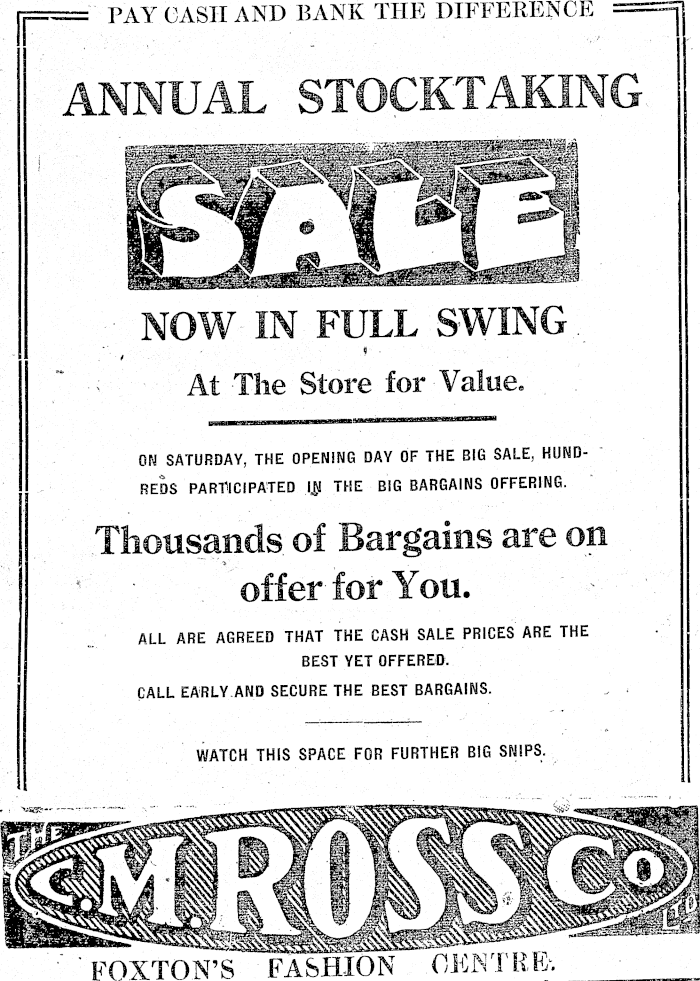 PAY CASH AND BANK THE DIFFERENCE
ANNUAL STOCKTAKING
SALE
NOW IN FULL SWING
At The Store for Value.
ON SATURDAY, THE OPENING DAY OF THE BIG SALE, HUND-
REDS PARTICIPATED IN THE BIG BARGAINS OFFERING.
Thousands of Bargains are on
offer for You.
ALL ARE AGREED THAT THE CASH SALE PRICES ARE THE
BEST YET OFFERED.
CALL EARLY AND SECURE THE BEST BARGAINS.
WATCH THIS SPACE FOR FURTHER BIG SNIPS.
THE
C.M. ROSS CO
LTD
FOXTON'S FASHION CENTRE.